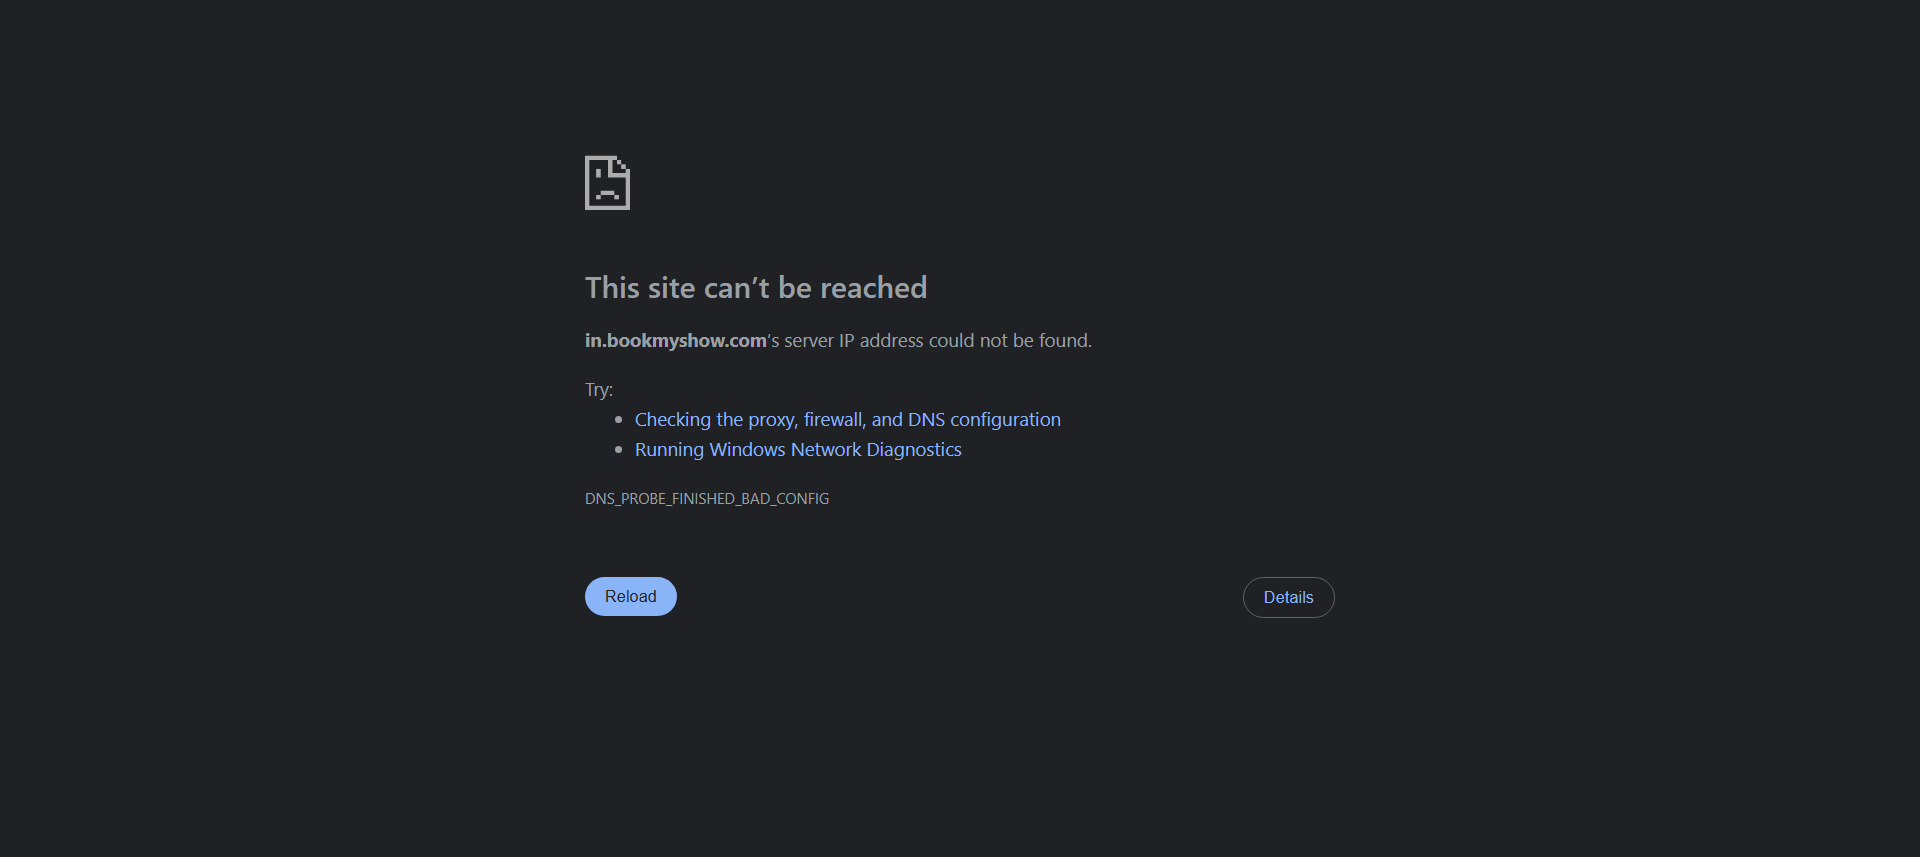 This site can’t be reached
in.bookmyshow.com’s server IP address could not be found.
Try:
Checking the proxy, firewall, and DNS configuration
Running Windows Network Diagnostics
DNS_PROBE_FINISHED_BAD_CONFIG
Reload
Details